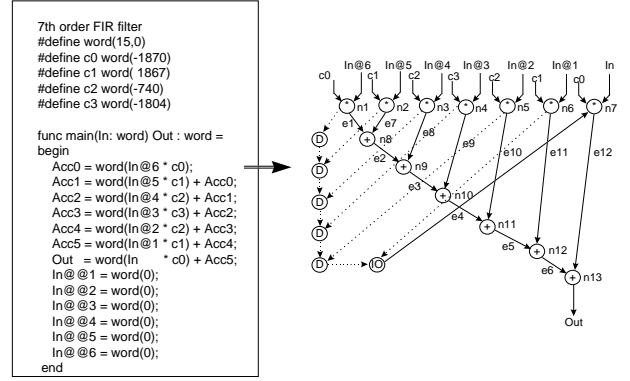 7th order FIR filter
#define word(15,0)
#define c0 word(-1870)
#define c1 word( 1867)
#define c2 word(-740)
#define c3 word(-1804)
func main(In: word) Out : word =
begin
Acc0 = word(In@6 * c0);
Acc1 = word(In@5 * c1) + Acc0;
Acc2 = word(In@4 * c2) + Acc1;
Acc3 = word(In@3 * c3) + Acc2;
Acc4 = word(In@2 * c2) + Acc3;
Acc5 = word(In@1 * c1) + Acc4;
Out = word(In * c0) + Acc5;
In@@1 = word(0);
In@@2 = word(0);
In@@3 = word(0);
In@@4 = word(0);
In@@5 = word(0);
In@@6 = word(0);
end
In@6 In@5 In@4 In@3 In@2 In@1 In
c0 c1 c2 c3 c2 c1 c0
* n1 * n2 * n3 * n4 * n5 * n6 * n7
e1 e7 e8 e9 e10 e11 e12
D + n8
e2
D + n9
e3
D + n10
e4
D + n11
e5
+ n12
D IO e6
+ n13
Out